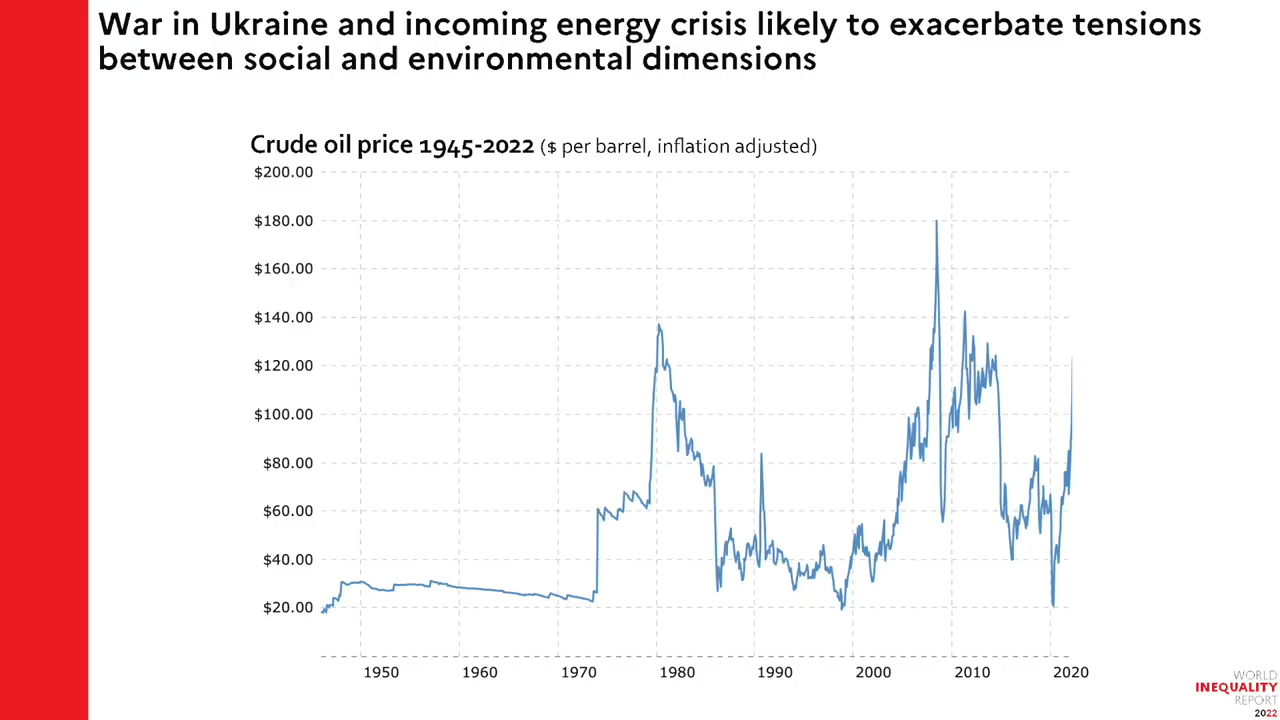 War in Ukraine and incoming energy crisis likely to exacerbate tensions
between social and environmental dimensions
Crude oil price 1945-2022 ($ per barrel, inflation adjusted)
$200.00
$180.00
$160.00
$140.00
$120.00
$100.00
$80.00
$60.00
$40.00
$20.00
1950 1960 1970 1980 1990 2000 2010 2020
WORLD
INEQUALITY
REPORT
2022